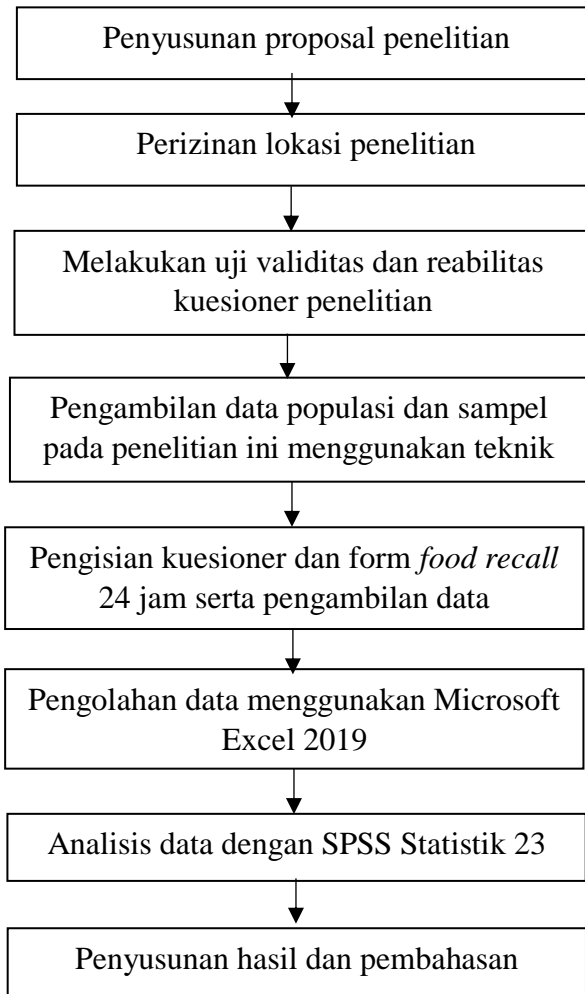 Penyusunan proposal penelitian
Perizinan lokasi penelitian
Melakukan uji validitas dan reabilitas
kuesioner penelitian
Pengambilan data populasi dan sampel
pada penelitian ini menggunakan teknik
Pengisian kuesioner dan form food recall
24 jam serta pengambilan data
Pengolahan data menggunakan Microsoft
Excel 2019
Analisis data dengan SPSS Statistik 23
Penyusunan hasil dan pembahasan